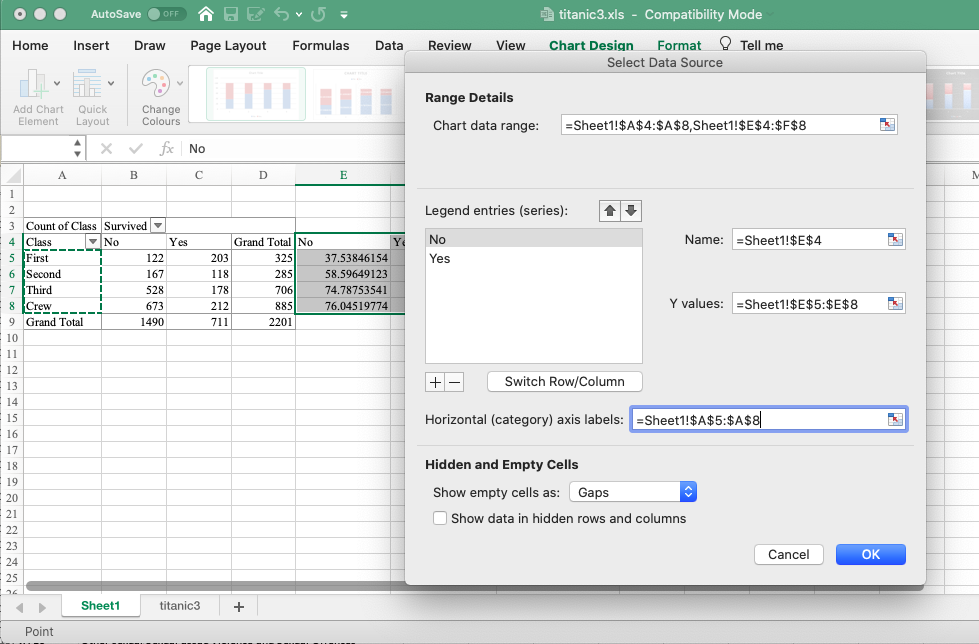 AutoSave OFF titanic3.xls - Compatibility Mode
Home Insert Draw Page Layout Formulas Data Review View Chart Design Format Tell me
Add Chart Element Quick Layout Change Colours
Select Data Source
Range Details
Chart data range: =Sheet1!$A$4:$A$8,Sheet1!$E$4:$F$8
fx No
A B C D E M
1
2
3 Count of Class Survived
4 Class No Yes Grand Total No Ye
5 First 122 203 325 37.53846154
6 Second 167 118 285 58.59649123
7 Third 528 178 706 74.78753541
8 Crew 673 212 885 76.04519774
9 Grand Total 1490 711 2201
10
11
12
13
14
15
16
17
18
19
20
21
22
23
24
25
26
Legend entries (series):
No
Yes
Name: =Sheet1!$E$4
Y values: =Sheet1!$E$5:$E$8
+ − Switch Row/Column
Horizontal (category) axis labels: =Sheet1!$A$5:$A$8
Hidden and Empty Cells
Show empty cells as: Gaps
Show data in hidden rows and columns
Cancel OK
Sheet1 titanic3 +
Point